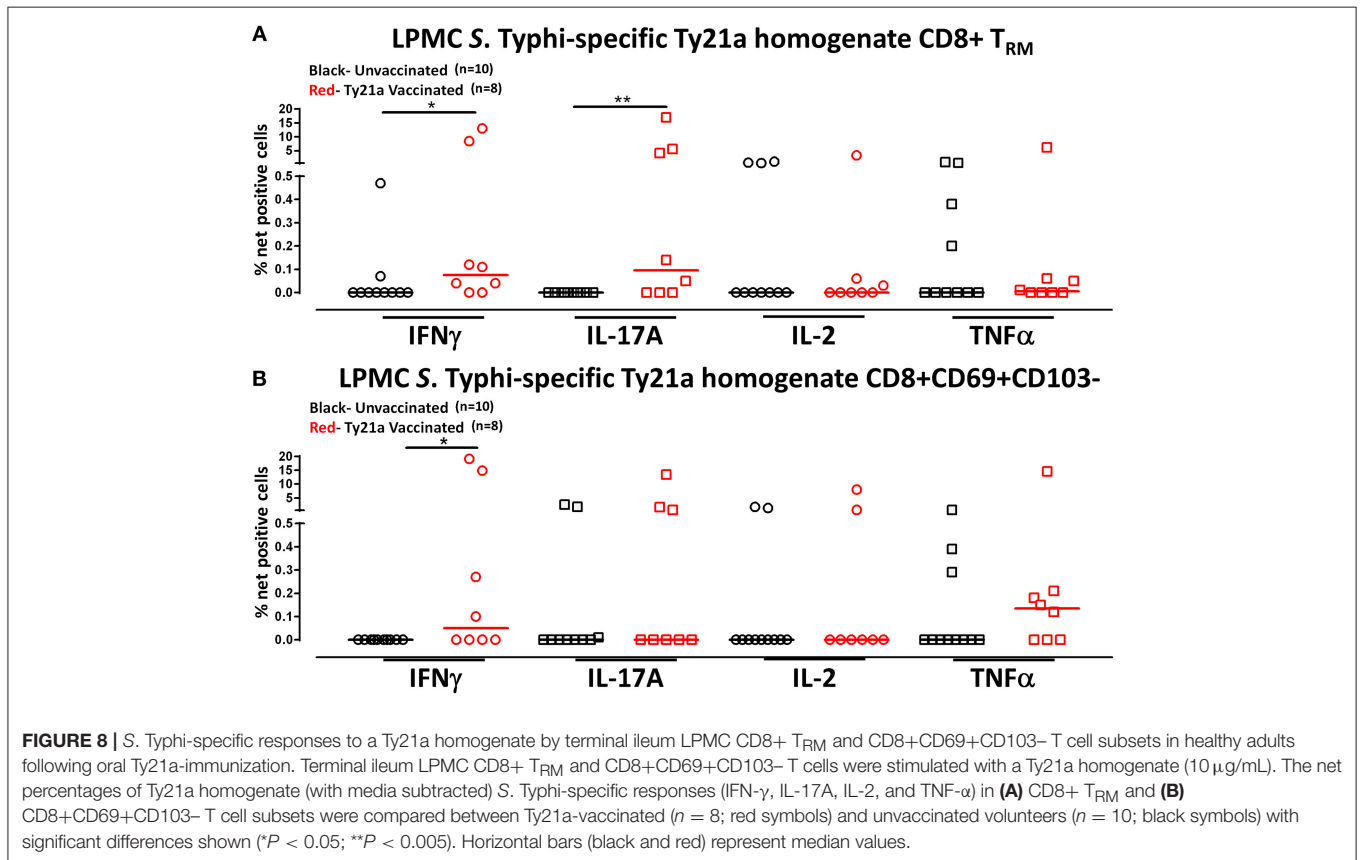 A
LPMC S. Typhi-specific Ty21a homogenate CD8+ TRM
Black- Unvaccinated (n=10)
Red- Ty21a Vaccinated (n=8)
* **
% net positive cells
20
15
10
5
0.5
0.4
0.3
0.2
0.1
0.0
IFNγ IL-17A IL-2 TNFα
B
LPMC S. Typhi-specific Ty21a homogenate CD8+CD69+CD103-
Black- Unvaccinated (n=10)
Red- Ty21a Vaccinated (n=8)
*
% net positive cells
20
15
10
5
0.5
0.4
0.3
0.2
0.1
0.0
IFNγ IL-17A IL-2 TNFα
FIGURE 8 | S. Typhi-specific responses to a Ty21a homogenate by terminal ileum LPMC CD8+ TRM and CD8+CD69+CD103– T cell subsets in healthy adults
following oral Ty21a-immunization. Terminal ileum LPMC CD8+ TRM and CD8+CD69+CD103– T cells were stimulated with a Ty21a homogenate (10 µg/mL). The net
percentages of Ty21a homogenate (with media subtracted) S. Typhi-specific responses (IFN-γ, IL-17A, IL-2, and TNF-α) in (A) CD8+ TRM and (B)
CD8+CD69+CD103– T cell subsets were compared between Ty21a-vaccinated (n = 8; red symbols) and unvaccinated volunteers (n = 10; black symbols) with
significant differences shown (*P < 0.05; **P < 0.005). Horizontal bars (black and red) represent median values.